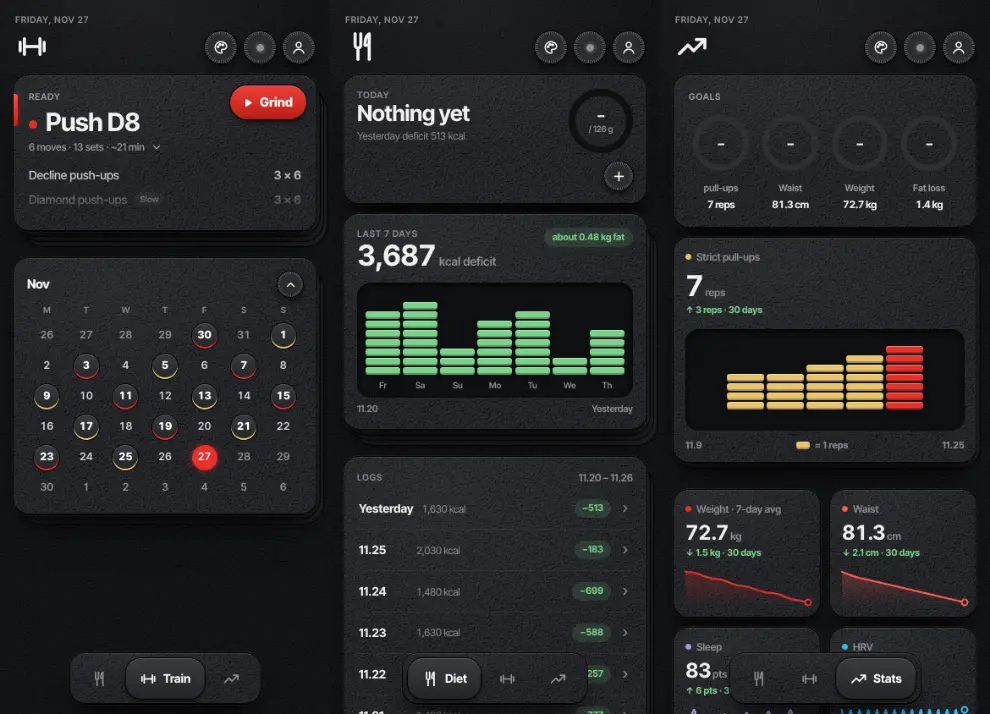 FRIDAY, NOV 27
READY
Push D8
Grind
6 moves · 13 sets · ~21 min
Decline push-ups 3 × 6
Diamond push-ups Slow 3 × 6
Nov
M T W T F S S
26 27 28 29 30 31 1
2 3 4 5 6 7 8
9 10 11 12 13 14 15
16 17 18 19 20 21 22
23 24 25 26 27 28 29
30 1 2 3 4 5 6
Train
FRIDAY, NOV 27
TODAY
Nothing yet
Yesterday deficit 513 kcal
-
/ 126 g
LAST 7 DAYS
about 0.48 kg fat
3,687 kcal deficit
Fr Sa Su Mo Tu We Th
11.20 Yesterday
LOGS 11.20 – 11.26
Yesterday 1,630 kcal −513
11.25 2,030 kcal −183
11.24 1,480 kcal −699
11.23 1,630 kcal −588
11.22 257
Diet
FRIDAY, NOV 27
GOALS
- - - -
pull-ups Waist Weight Fat loss
7 reps 81.3 cm 72.7 kg 1.4 kg
Strict pull-ups
7 reps
↑ 3 reps · 30 days
11.9 = 1 reps 11.25
Weight · 7-day avg
72.7 kg
↓ 1.5 kg · 30 days
Waist
81.3 cm
↓ 2.1 cm · 30 days
Sleep
83 pts
↑ 6 pts · 3
HRV
Stats